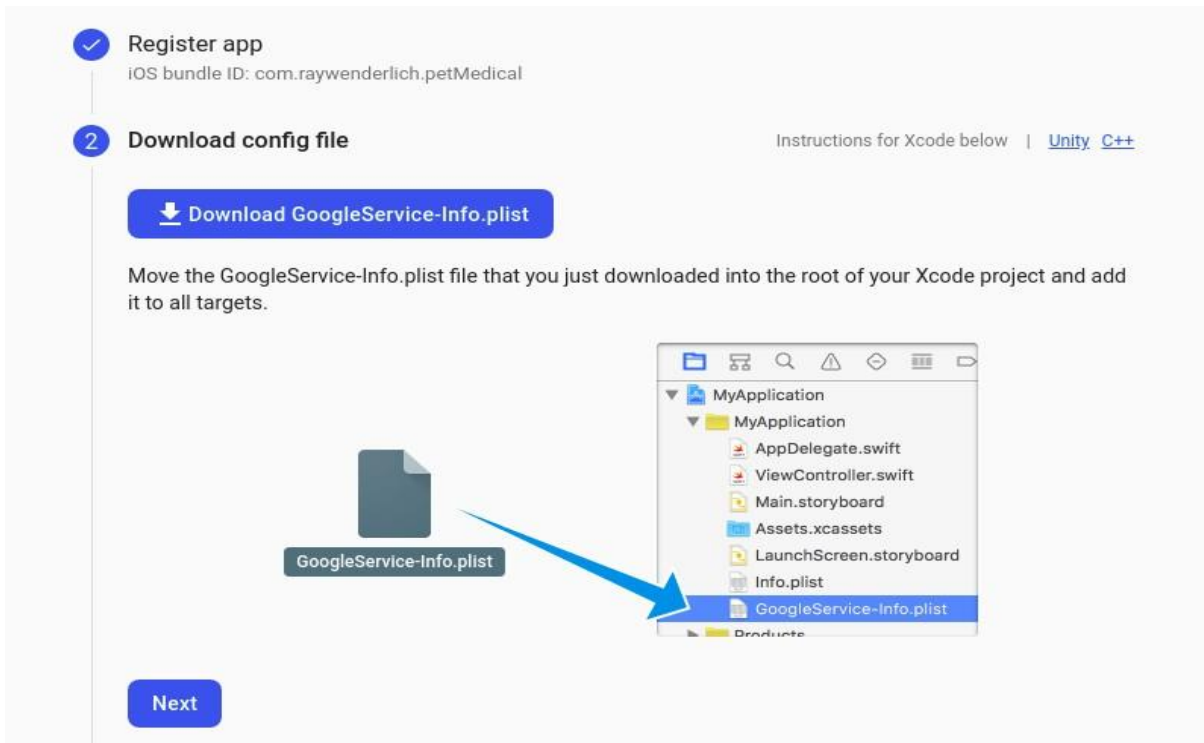 Register app
iOS bundle ID: com.raywenderlich.petMedical
2 Download config file
Instructions for Xcode below | Unity C++
Download GoogleService-Info.plist
Move the GoogleService-Info.plist file that you just downloaded into the root of your Xcode project and add
it to all targets.
GoogleService-Info.plist
MyApplication
MyApplication
AppDelegate.swift
ViewController.swift
Main.storyboard
Assets.xcassets
LaunchScreen.storyboard
Info.plist
GoogleService-Info.plist
Products
Next